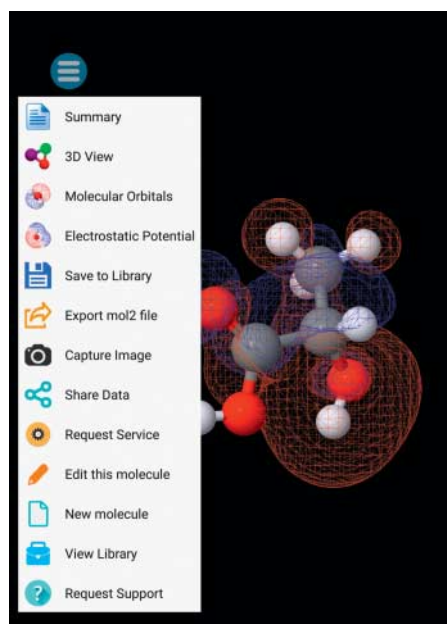 Summary
3D View
Molecular Orbitals
Electrostatic Potential
Save to Library
Export mol2 file
Capture Image
Share Data
Request Service
Edit this molecule
New molecule
View Library
Request Support